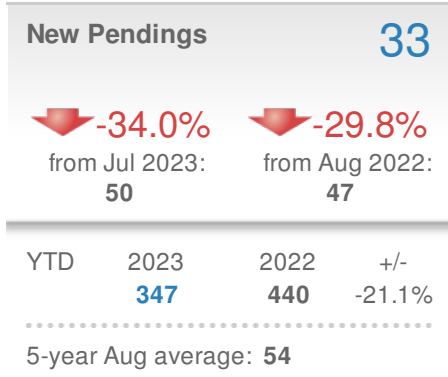 New Pendings 33
-34.0% -29.8%
from Jul 2023: from Aug 2022:
50 47
YTD 2023 2022 +/-
347 440 -21.1%
5-year Aug average: 54